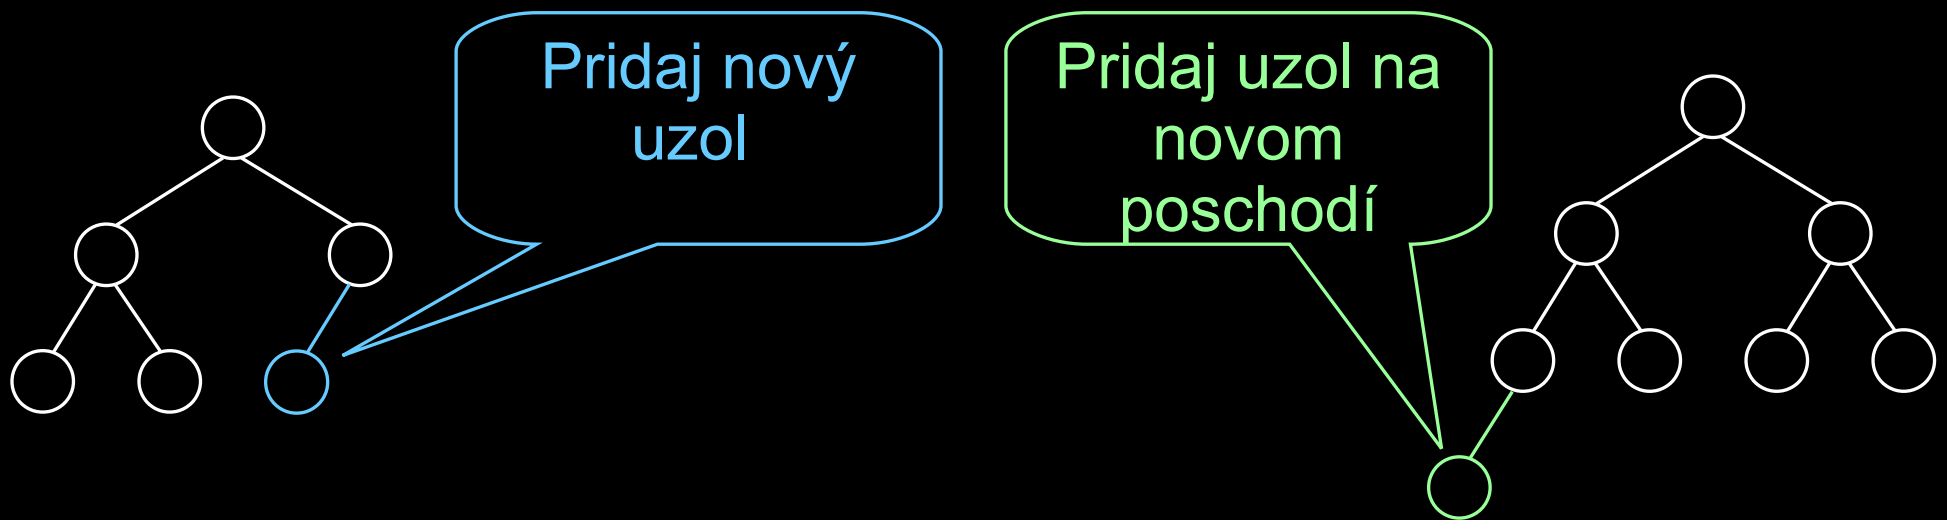 Pridaj nový
uzol
Pridaj uzol na
novom
poschodí